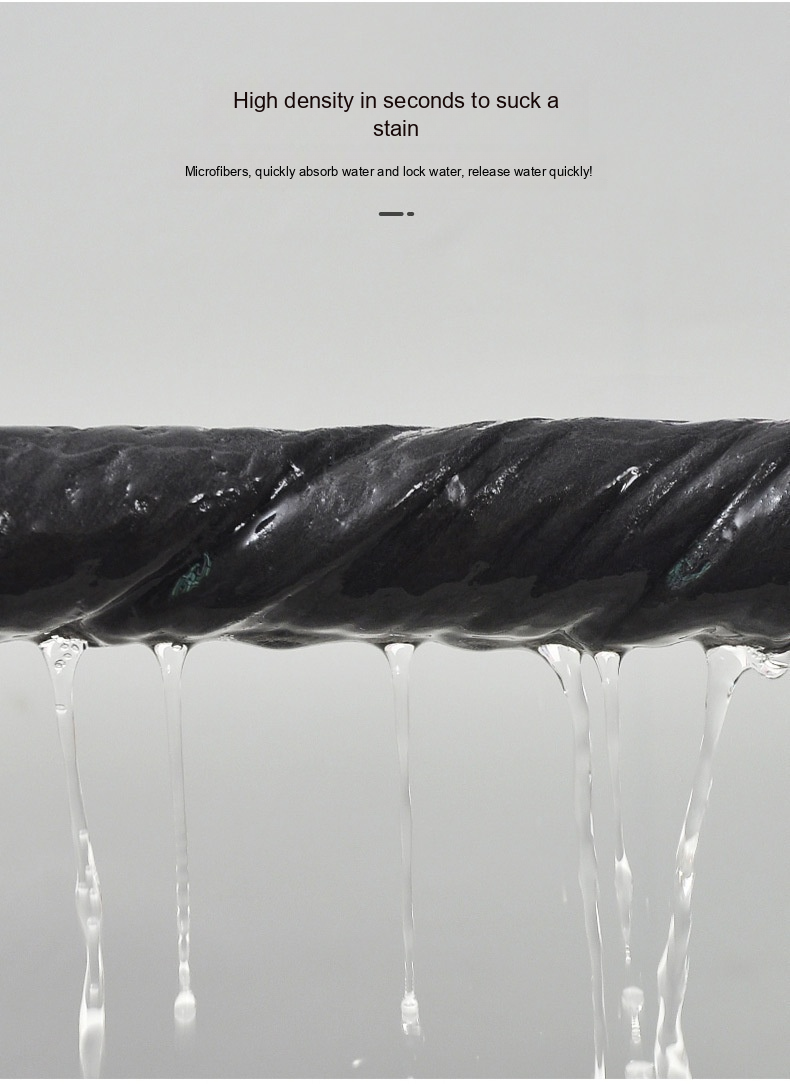 High density in seconds to suck a
stain
Microfibers, quickly absorb water and lock water, release water quickly!